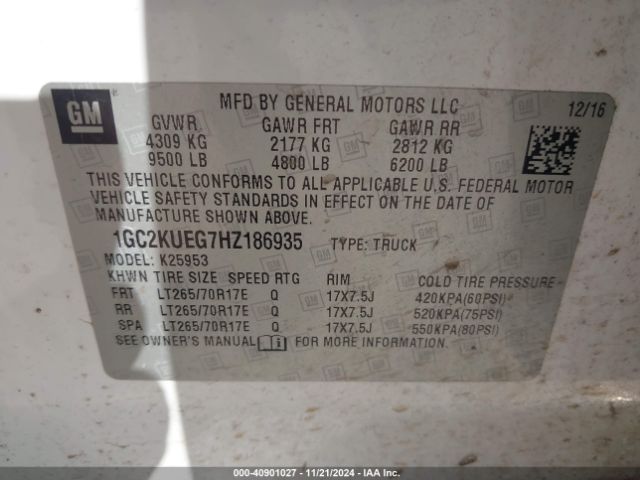 GM
MFD BY GENERAL MOTORS LLC
12/16
GVWR GAWR FRT GAWR RR
4309 KG 2177 KG 2812 KG
9500 LB 4800 LB 6200 LB
THIS VEHICLE CONFORMS TO ALL APPLICABLE U.S. FEDERAL MOTOR
VEHICLE SAFETY STANDARDS IN EFFECT ON THE DATE OF
MANUFACTURE SHOWN ABOVE.
1GC2KUEG7HZ186935 TYPE: TRUCK
MODEL: K25953
KHWN TIRE SIZE SPEED RTG RIM COLD TIRE PRESSURE
FRT LT265/70R17E Q 17X7.5J 420KPA(60PSI)
RR LT265/70R17E Q 17X7.5J 520KPA(75PSI)
SPA LT265/70R17E Q 17X7.5J 550KPA(80PSI)
SEE OWNER'S MANUAL FOR MORE INFORMATION.
000-40901027 - 11/21/2024 - IAA Inc.